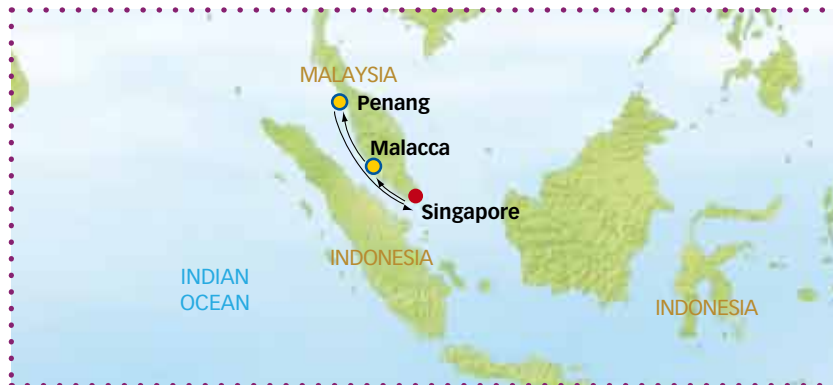 MALAYSIA
Penang
Malacca
Singapore
INDONESIA
INDIAN
OCEAN
INDONESIA